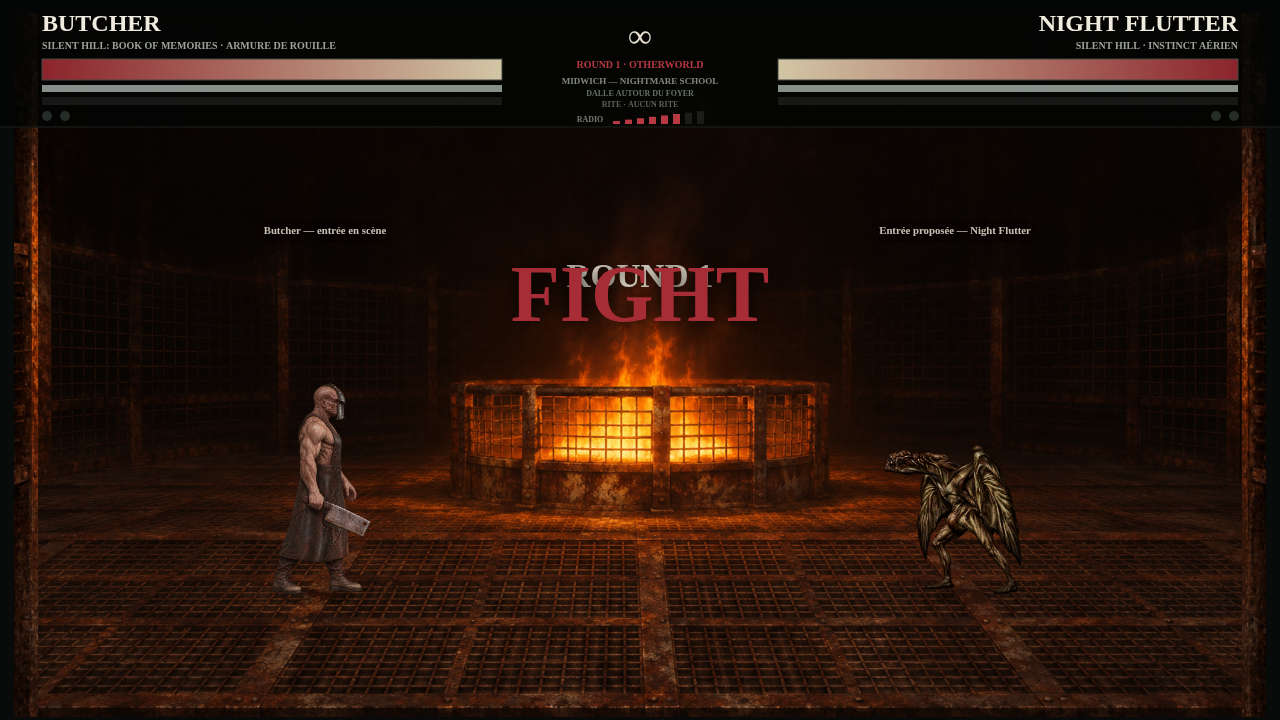 BUTCHER
SILENT HILL: BOOK OF MEMORIES · ARMURE DE ROUILLE
∞
ROUND 1 · OTHERWORLD
MIDWICH — NIGHTMARE SCHOOL
DALLE AUTOUR DU FOYER
RITE · AUCUN RITE
RADIO
NIGHT FLUTTER
SILENT HILL · INSTINCT AÉRIEN
Butcher — entrée en scène
Entrée proposée — Night Flutter
ROUND 1
FIGHT